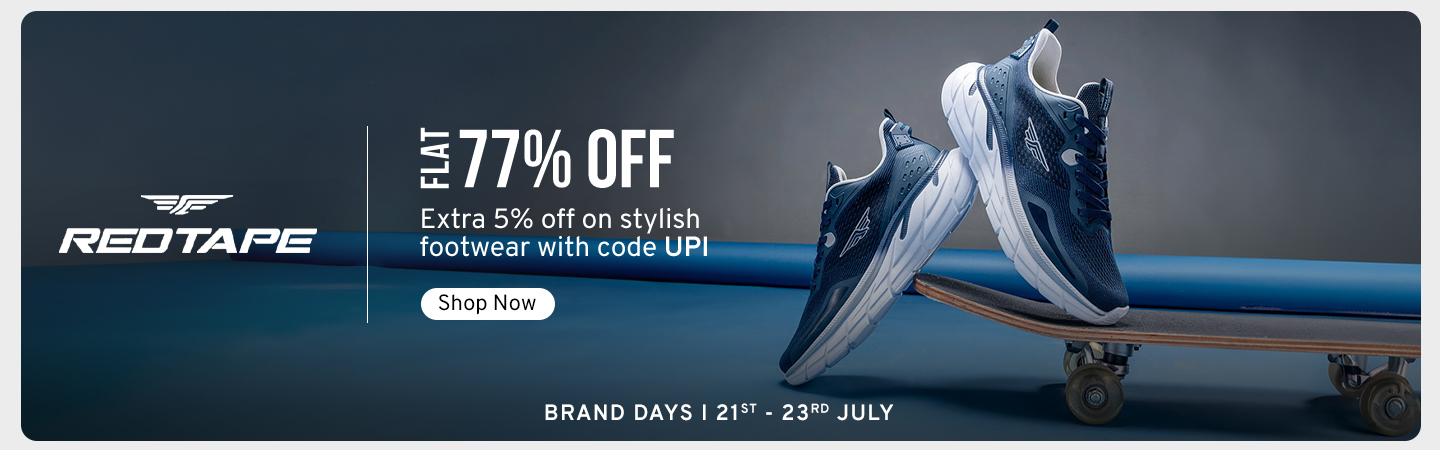 REDTAPE
FLAT 77% OFF
Extra 5% off on stylish
footwear with code UPI
Shop Now
BRAND DAYS I 21ST - 23RD JULY